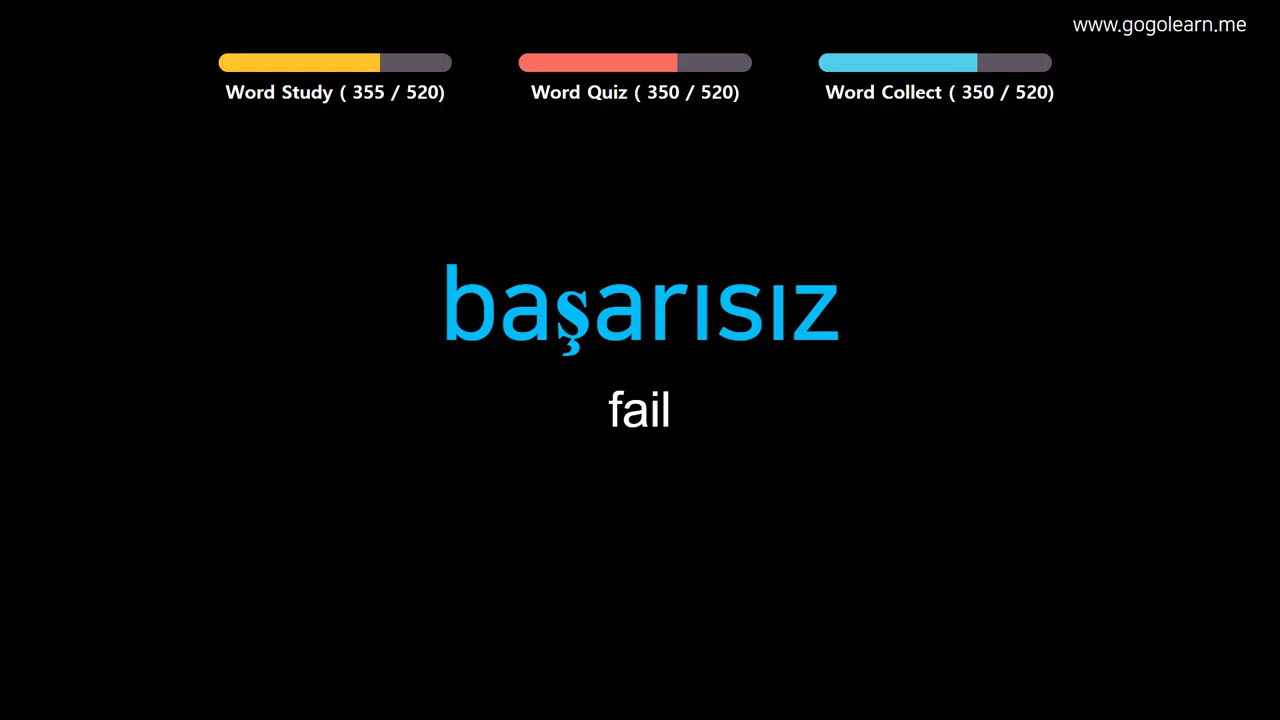 www.gogolearn.me
Word Study ( 355 / 520)
Word Quiz ( 350 / 520)
Word Collect ( 350 / 520)
başarısız
fail